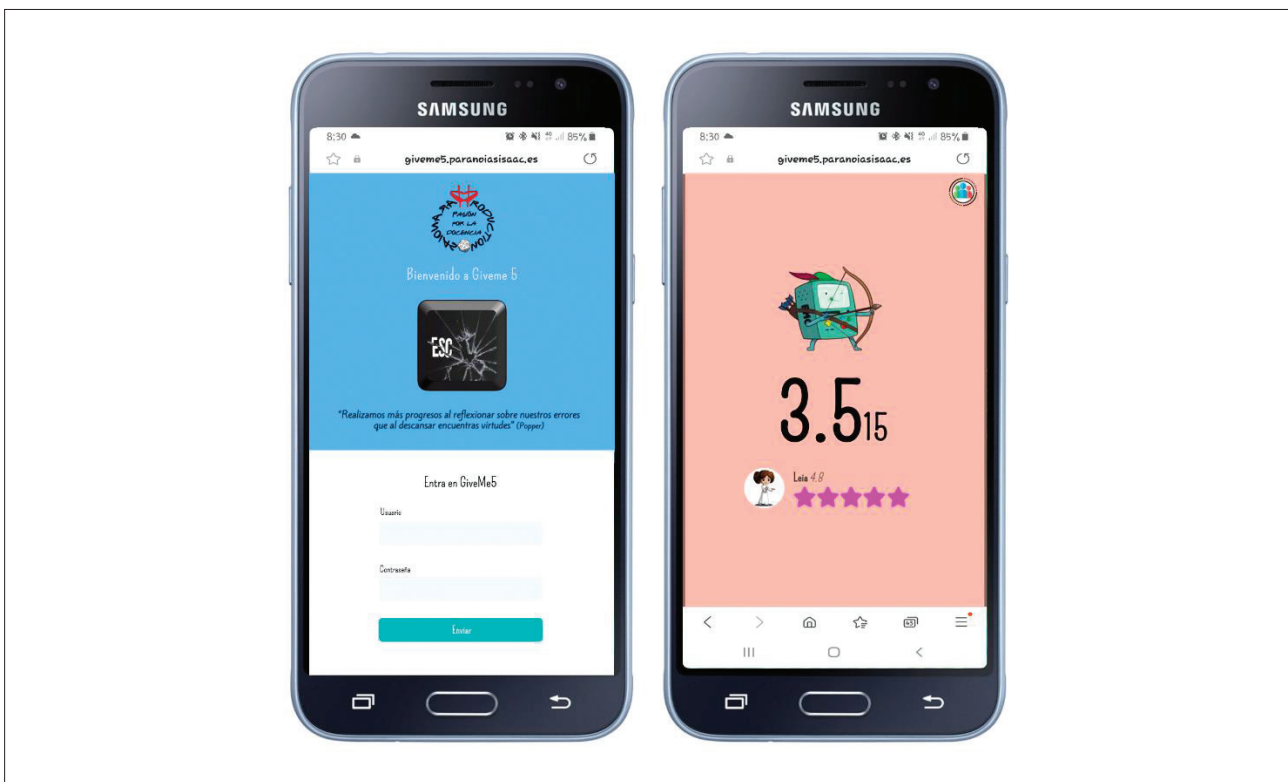 SAMSUNG
8:30 85%
giveme5.paranoiasisaac.es
PASIÓN
POR LA
DOCENCIA
Bienvenido a Giveme 5
ESC
"Realizamos más progresos al reflexionar sobre nuestros errores
que al descansar encuentras virtudes" (Popper)
Entra en GiveMe5
Usuario
Contraseña
Enviar
SAMSUNG
8:30 85%
giveme5.paranoiasisaac.es
3.515
Leia 4.8